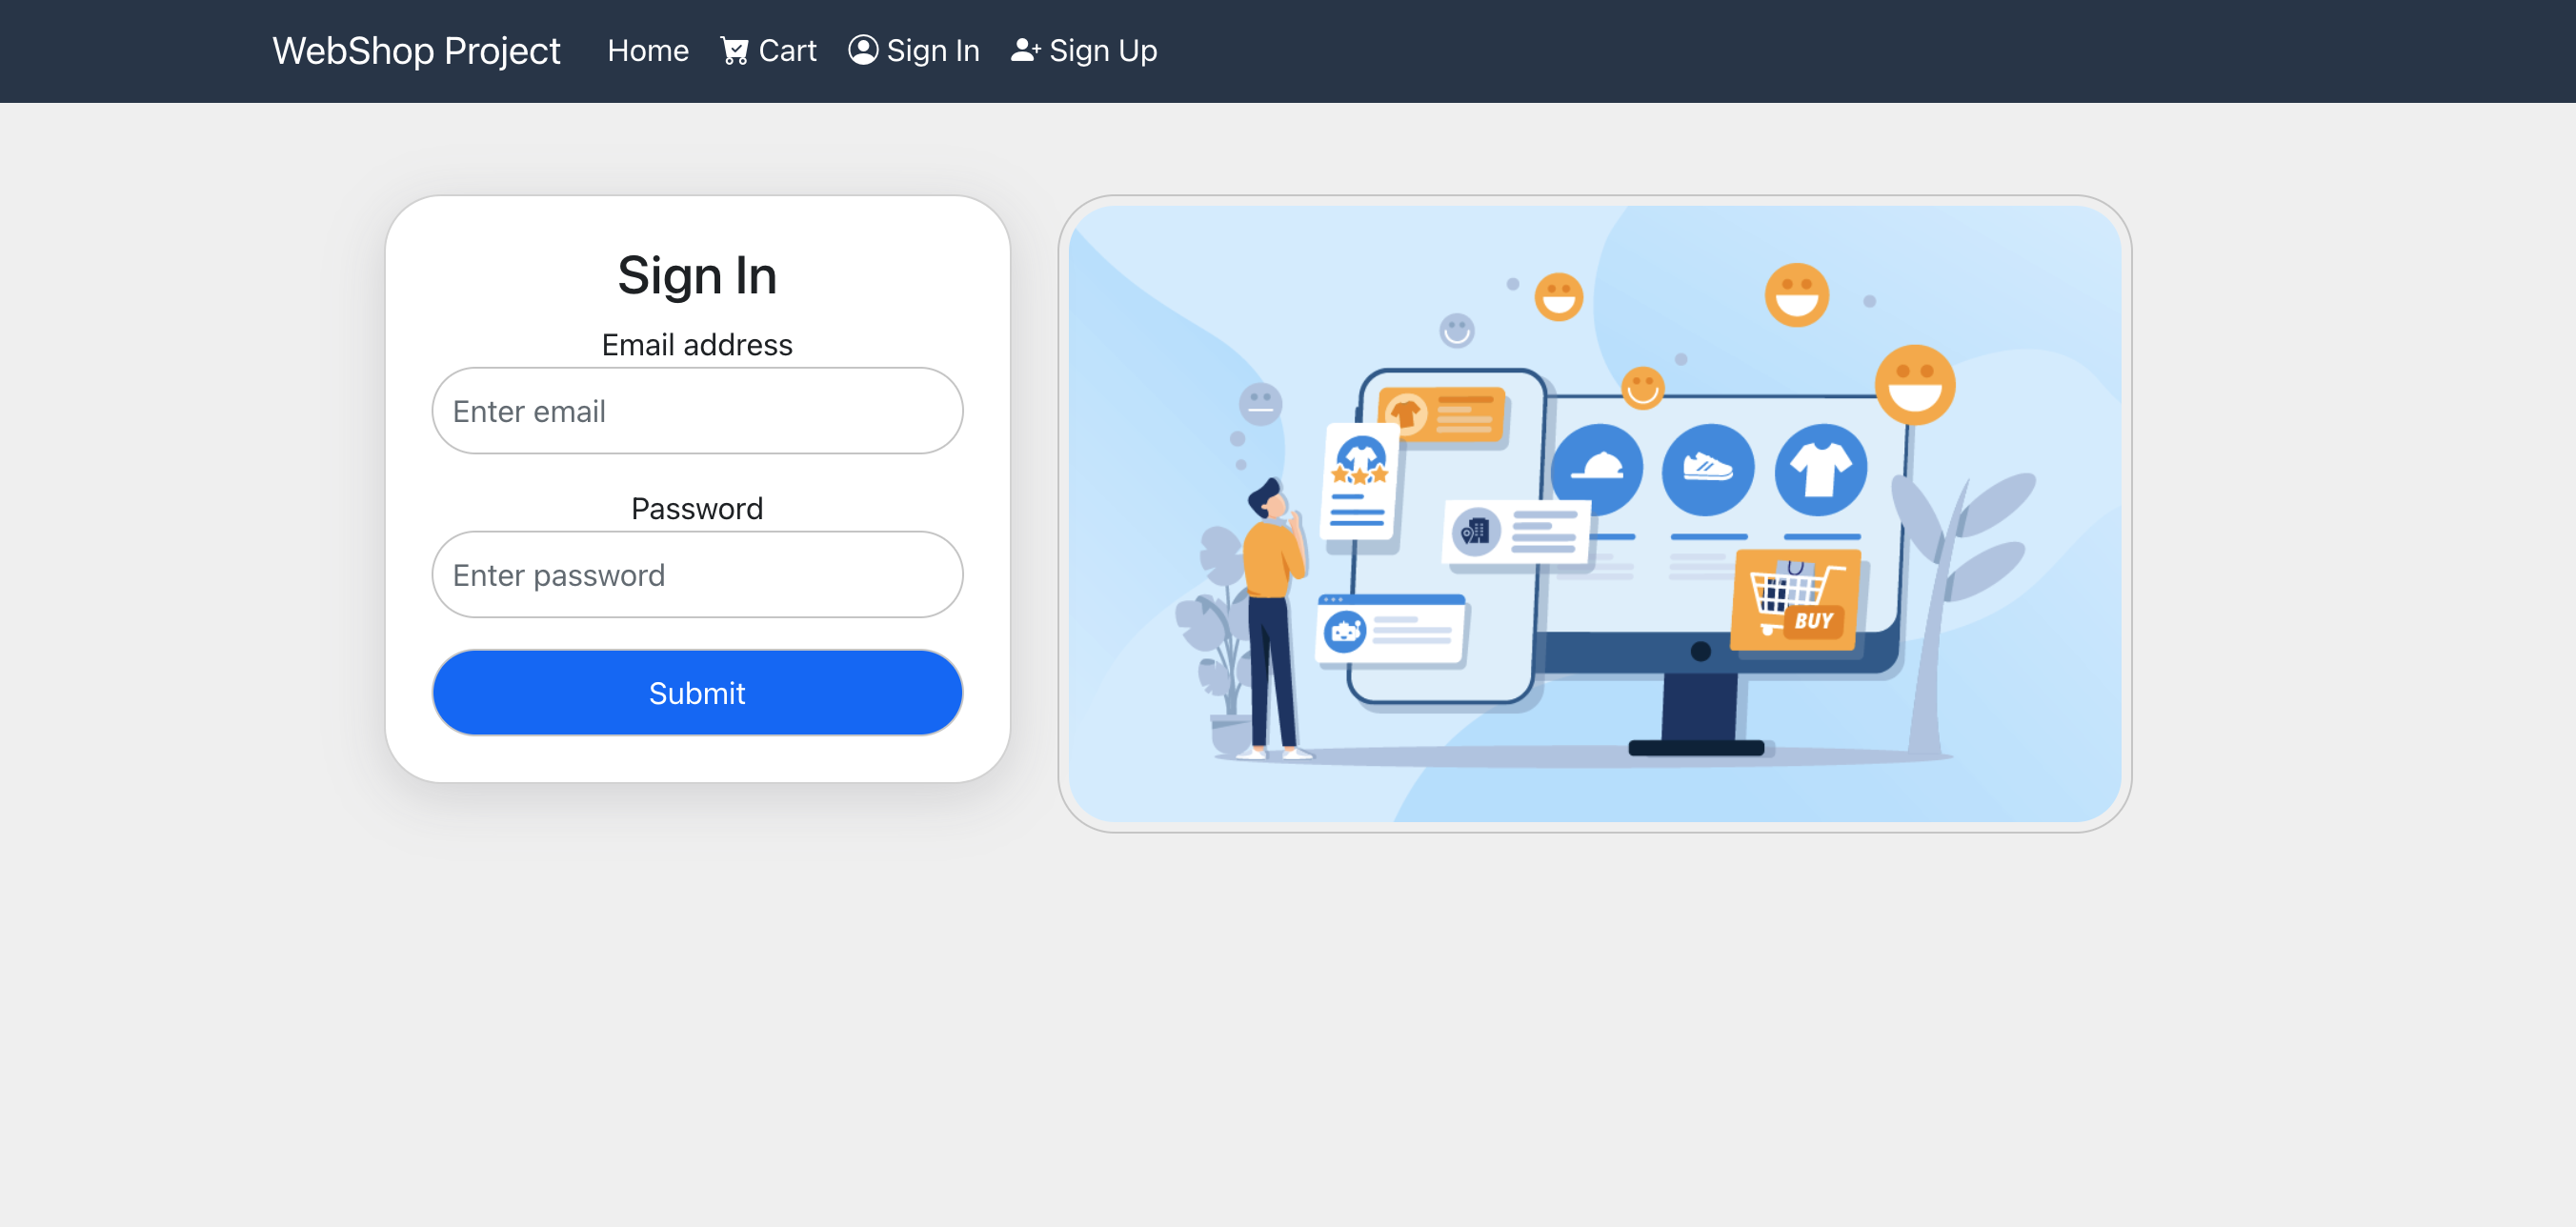 WebShop Project Home Cart Sign In Sign Up
Sign In
Email address
Enter email
Password
Enter password
Submit
BUY